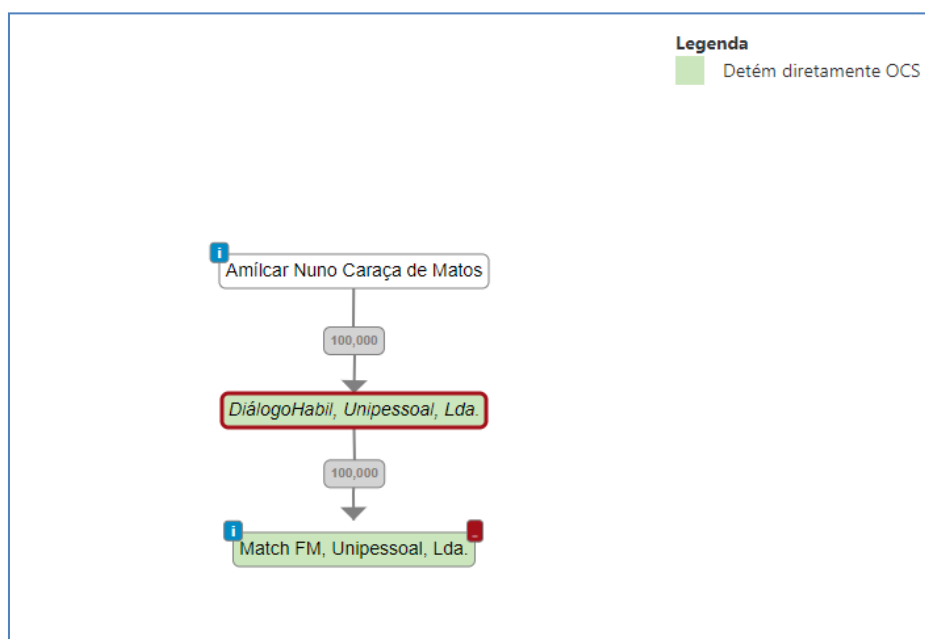 Legenda
Detém diretamente OCS
i
Amílcar Nuno Caraça de Matos
100,000
DiálogoHabil, Unipessoal, Lda.
100,000
i
Match FM, Unipessoal, Lda.